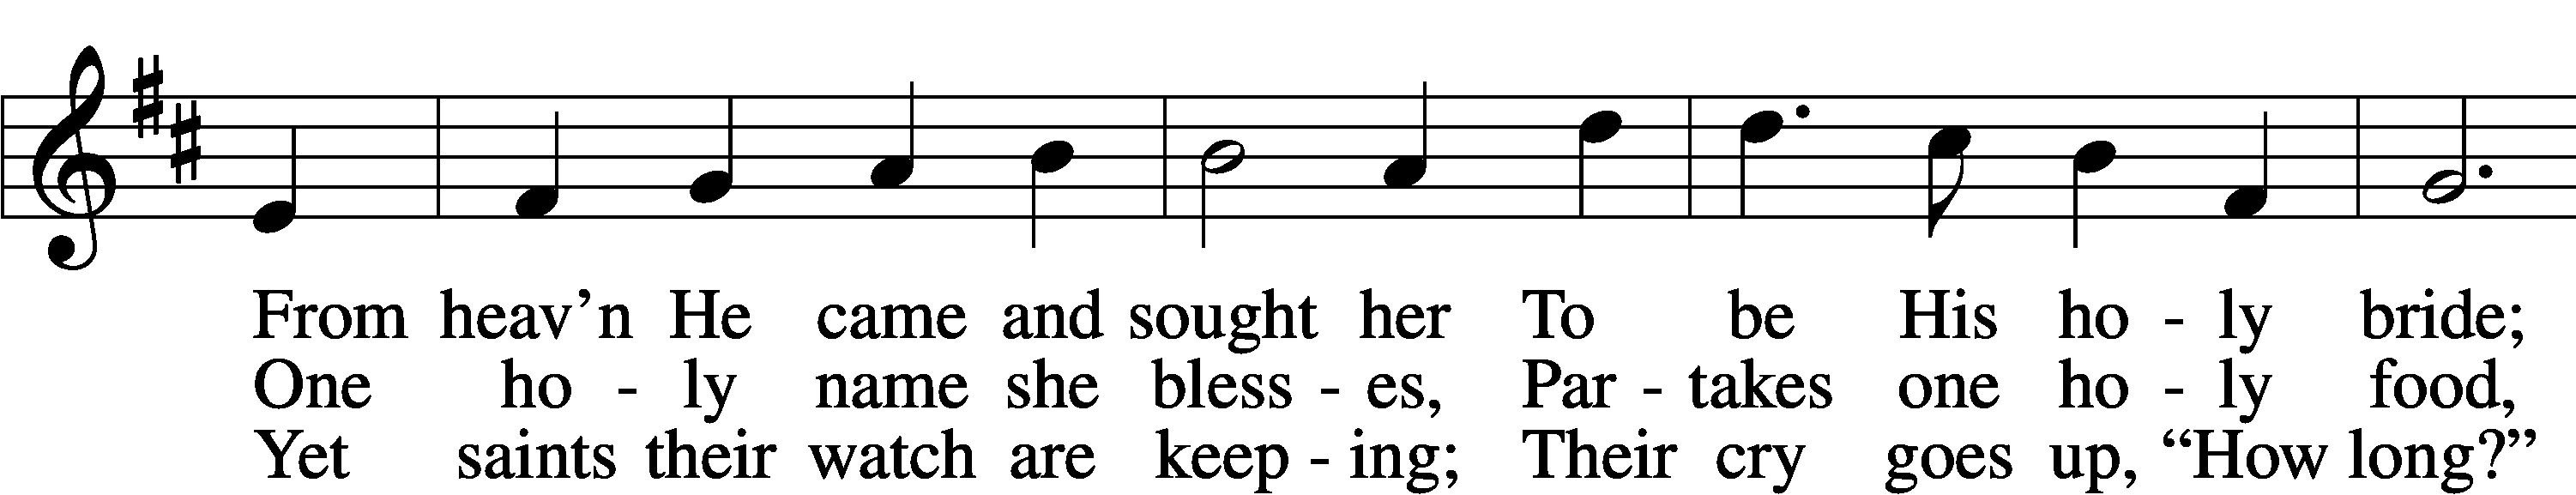 From heav’n He came and sought her To be His ho - ly bride;
One ho - ly name she bless - es, Par - takes one ho - ly food,
Yet saints their watch are keep - ing; Their cry goes up, “How long?”